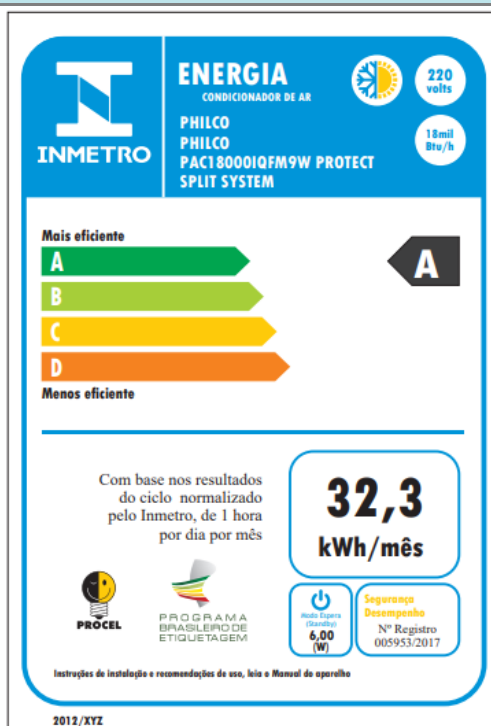 INMETRO
ENERGIA
CONDICIONADOR DE AR
220
volts
18mil
Btu/h
PHILCO
PHILCO
PAC18000IQFM9W PROTECT
SPLIT SYSTEM
Mais eficiente
A
A
B
C
D
Menos eficiente
Com base nos resultados
do ciclo normalizado
pelo Inmetro, de 1 hora
por dia por mês
32,3
kWh/mês
PROCEL
PROGRAMA
BRASILEIRO DE
ETIQUETAGEM
Modo Espera
(Standby)
6,00
(W)
Segurança
Desempenho
Nº Registro
005953/2017
Instruções de instalação e recomendações de uso, leia o Manual do aparelho
2012/XYZ